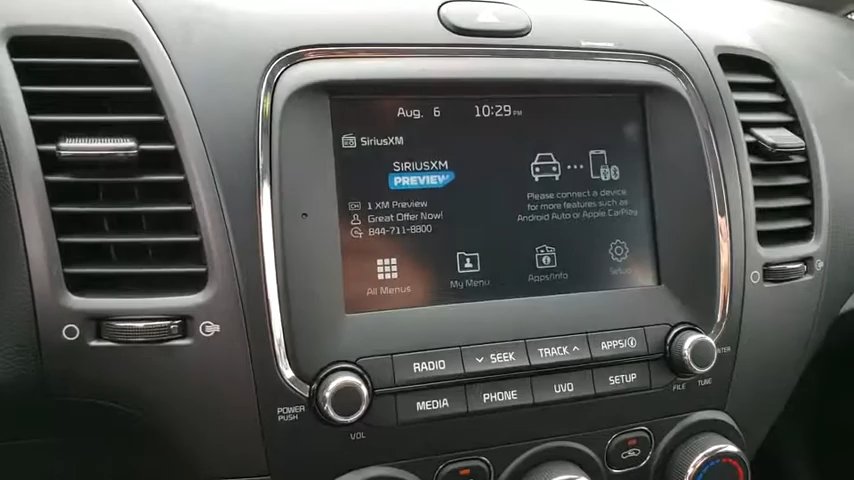 Aug. 6 10:29 PM
SiriusXM
SIRIUSXM
PREVIEW
CH 1 XM Preview
Great Offer Now!
844-711-8800
Please connect a device
for more features such as
Android Auto or Apple CarPlay
All Menus
My Menu
Apps/Info
Setup
RADIO
SEEK
TRACK
APPS/i
MEDIA
PHONE
UVO
SETUP
POWER
PUSH
VOL
ENTER
FILE
TUNE